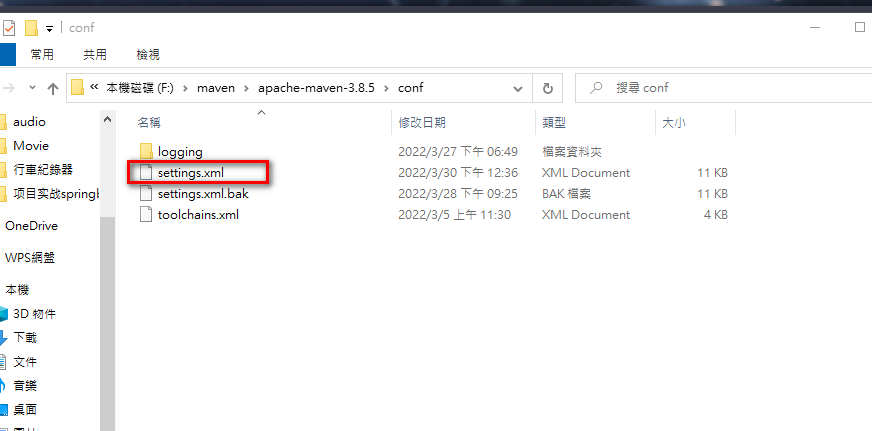 conf
常用 共用 檢視
« 本機磁碟 (F:) > maven > apache-maven-3.8.5 > conf 搜尋 conf
名稱 修改日期 類型 大小
logging 2022/3/27 下午 06:49 檔案資料夾
settings.xml 2022/3/30 下午 12:36 XML Document 11 KB
settings.xml.bak 2022/3/28 下午 09:25 BAK 檔案 11 KB
toolchains.xml 2022/3/5 上午 11:30 XML Document 4 KB
audio
Movie
行車紀錄器
项目实战spring
OneDrive
WPS網盤
本機
3D 物件
下載
文件
音樂
桌面